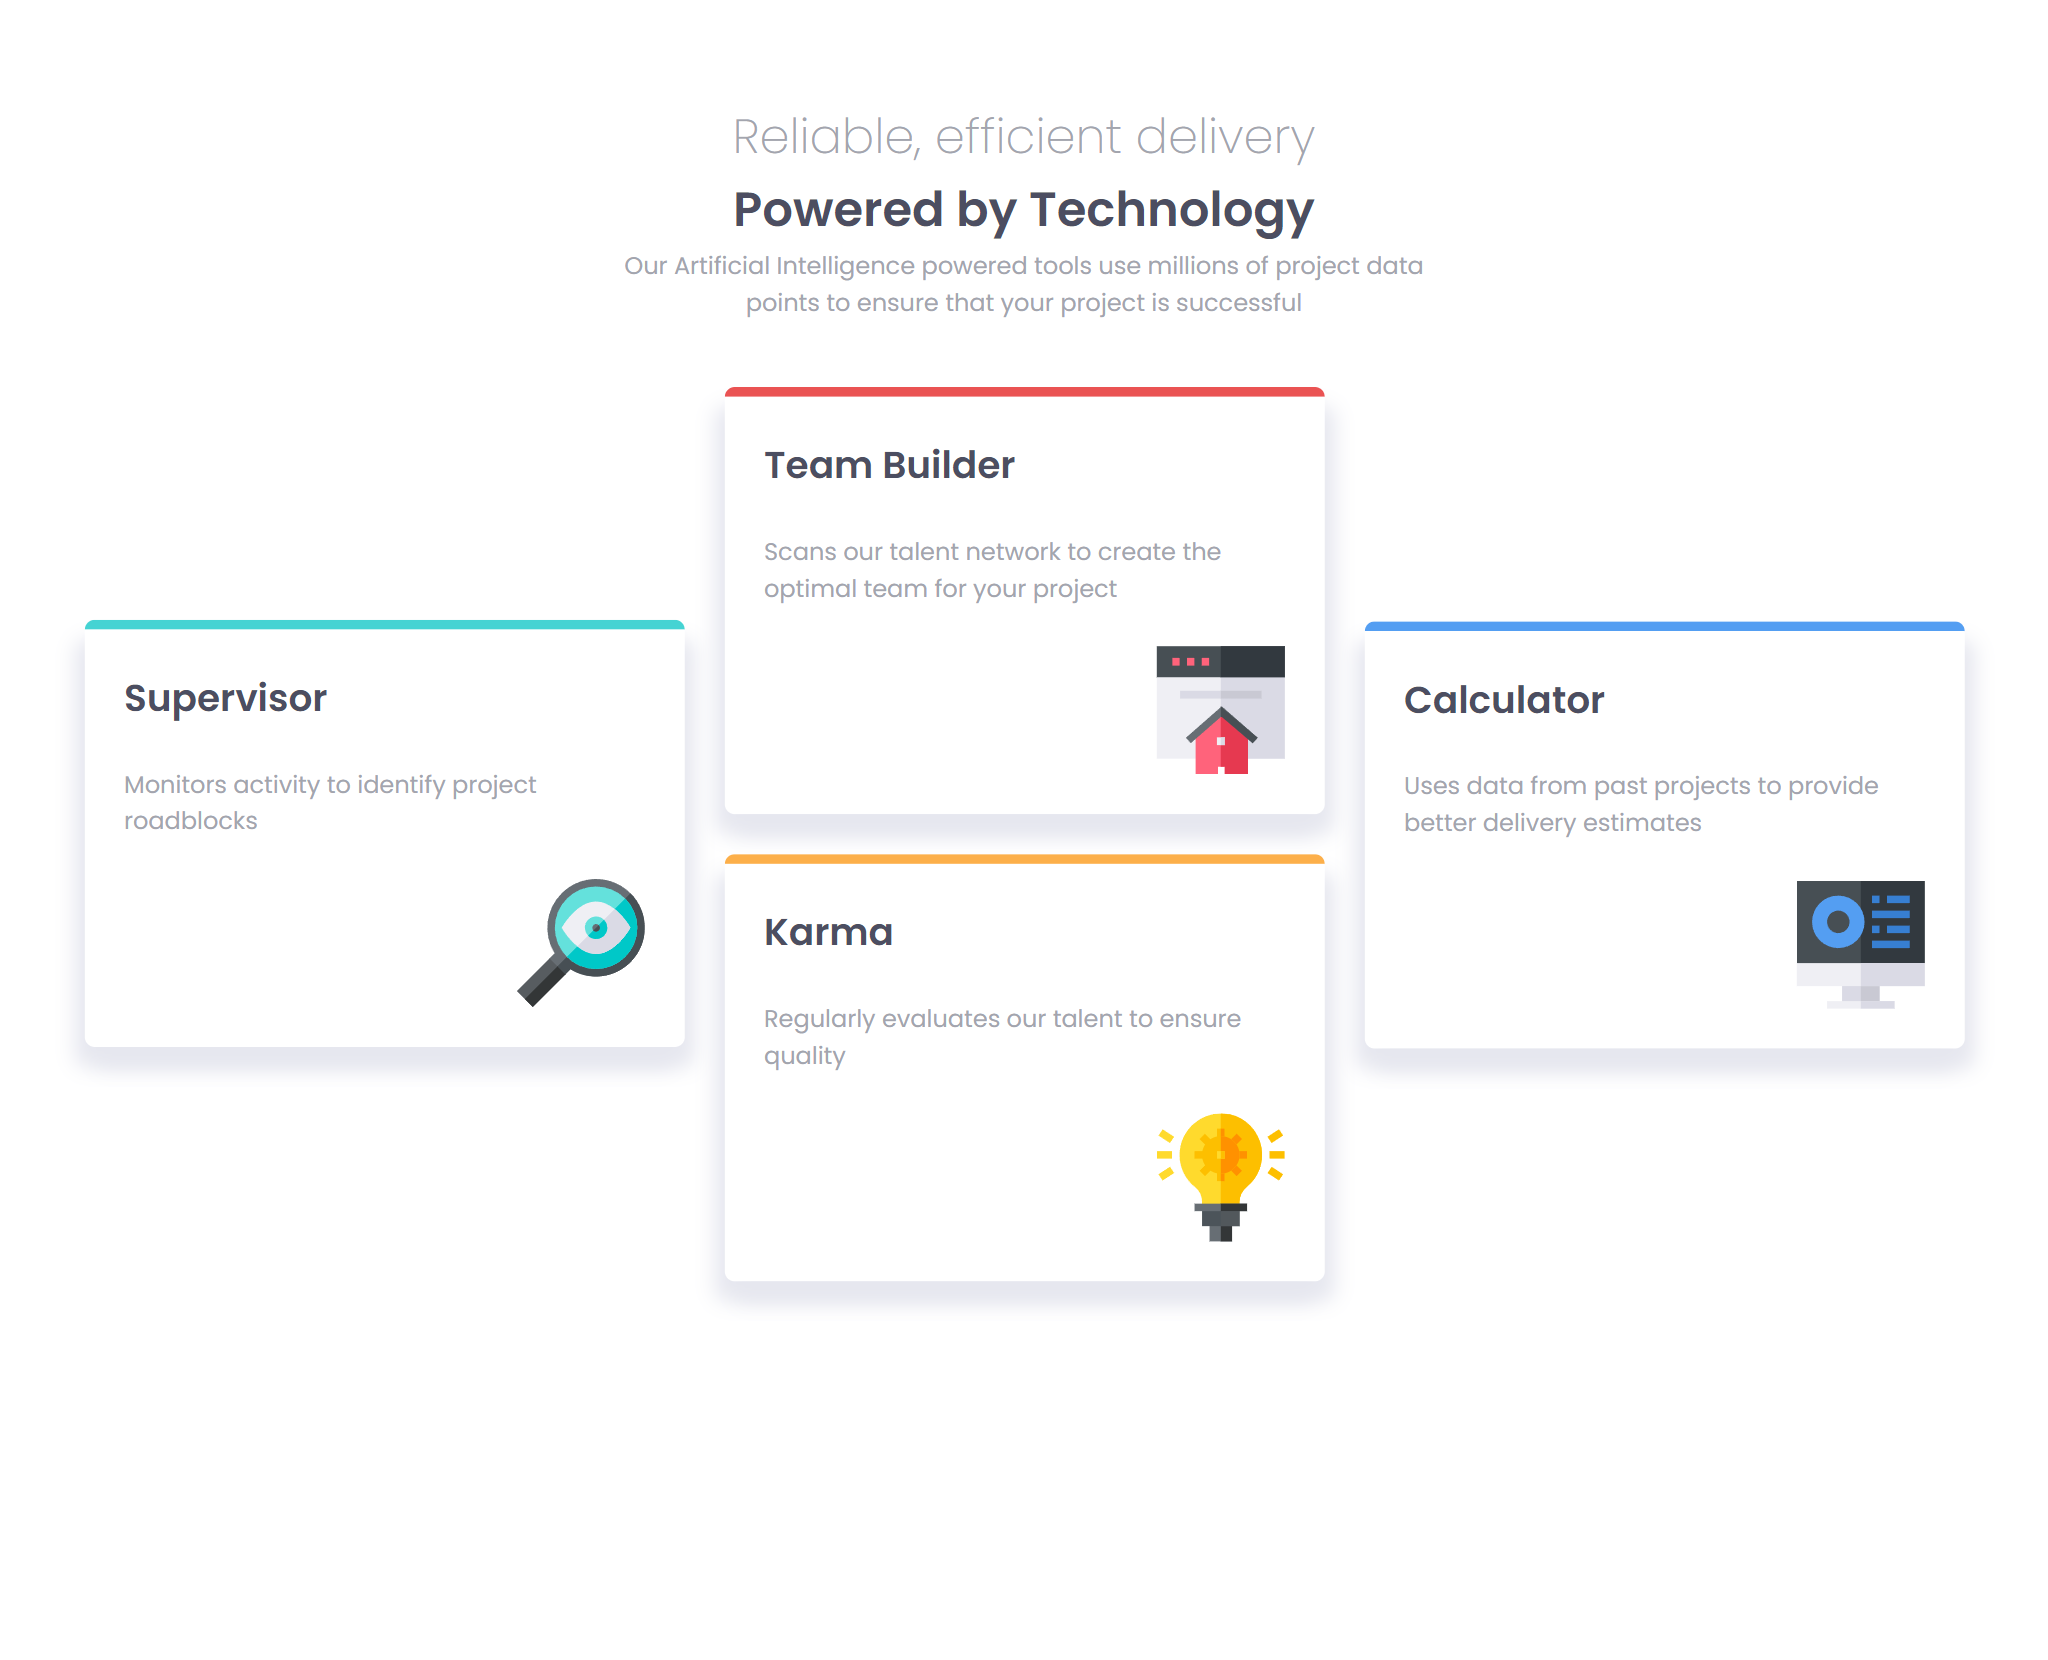 Reliable, efficient delivery
Powered by Technology
Our Artificial Intelligence powered tools use millions of project data
points to ensure that your project is successful
Supervisor
Monitors activity to identify project
roadblocks
Team Builder
Scans our talent network to create the
optimal team for your project
Karma
Regularly evaluates our talent to ensure
quality
Calculator
Uses data from past projects to provide
better delivery estimates